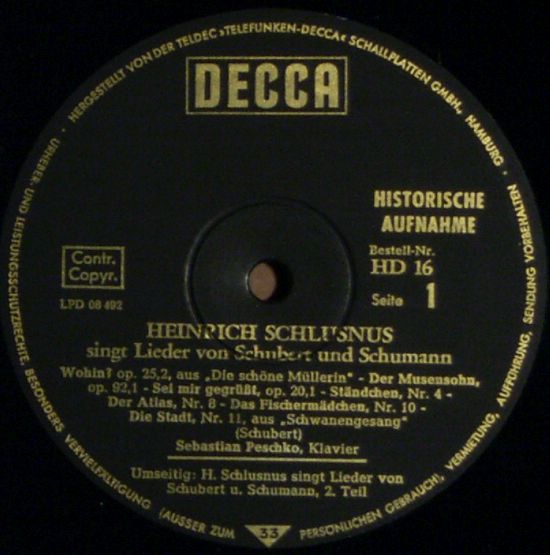 HERGESTELLT VON DER TELDEC »TELEFUNKEN-DECCA« SCHALLPLATTEN GMBH., HAMBURG · SENDUNG VORBEHALTEN
URHEBER- UND LEISTUNGSSCHUTZRECHTE, BESONDERS VERVIELFÄLTIGUNG (AUSSER ZUM PERSÖNLICHEN GEBRAUCH), VERMIETUNG, AUFFÜHRUNG,
DECCA
HISTORISCHE
AUFNAHME
Contr.
Copyr.
Bestell-Nr.
HD 16
LPD 08 492
Seite 1
HEINRICH SCHLUSNUS
singt Lieder von Schubert und Schumann
Wohin? op. 25,2, aus „Die schöne Müllerin" - Der Musensohn,
op. 92,1 - Sei mir gegrüßt, op. 20,1 - Ständchen, Nr. 4 -
Der Atlas, Nr. 8 - Das Fischermädchen, Nr. 10 -
Die Stadt, Nr. 11, aus „Schwanengesang"
(Schubert)
Sebastian Peschko, Klavier
Umseitig: H. Schlusnus singt Lieder von
Schubert u. Schumann, 2. Teil
33